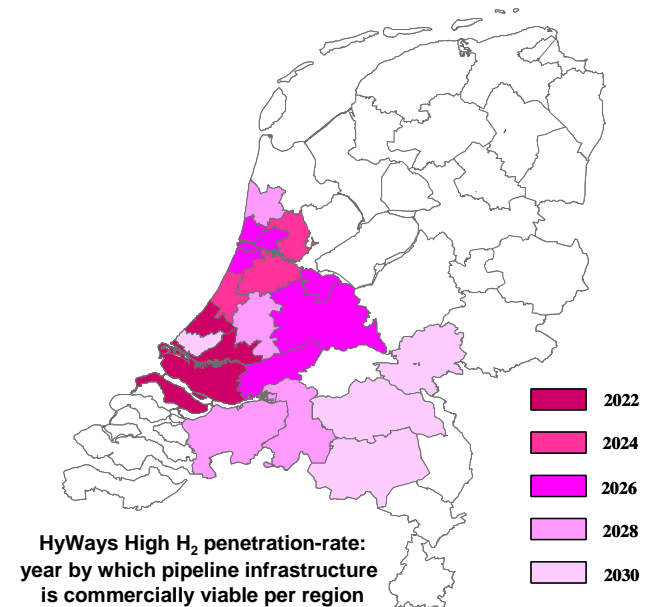 2022
2024
2026
2028
2030
HyWays High H₂ penetration-rate:
year by which pipeline infrastructure
is commercially viable per region